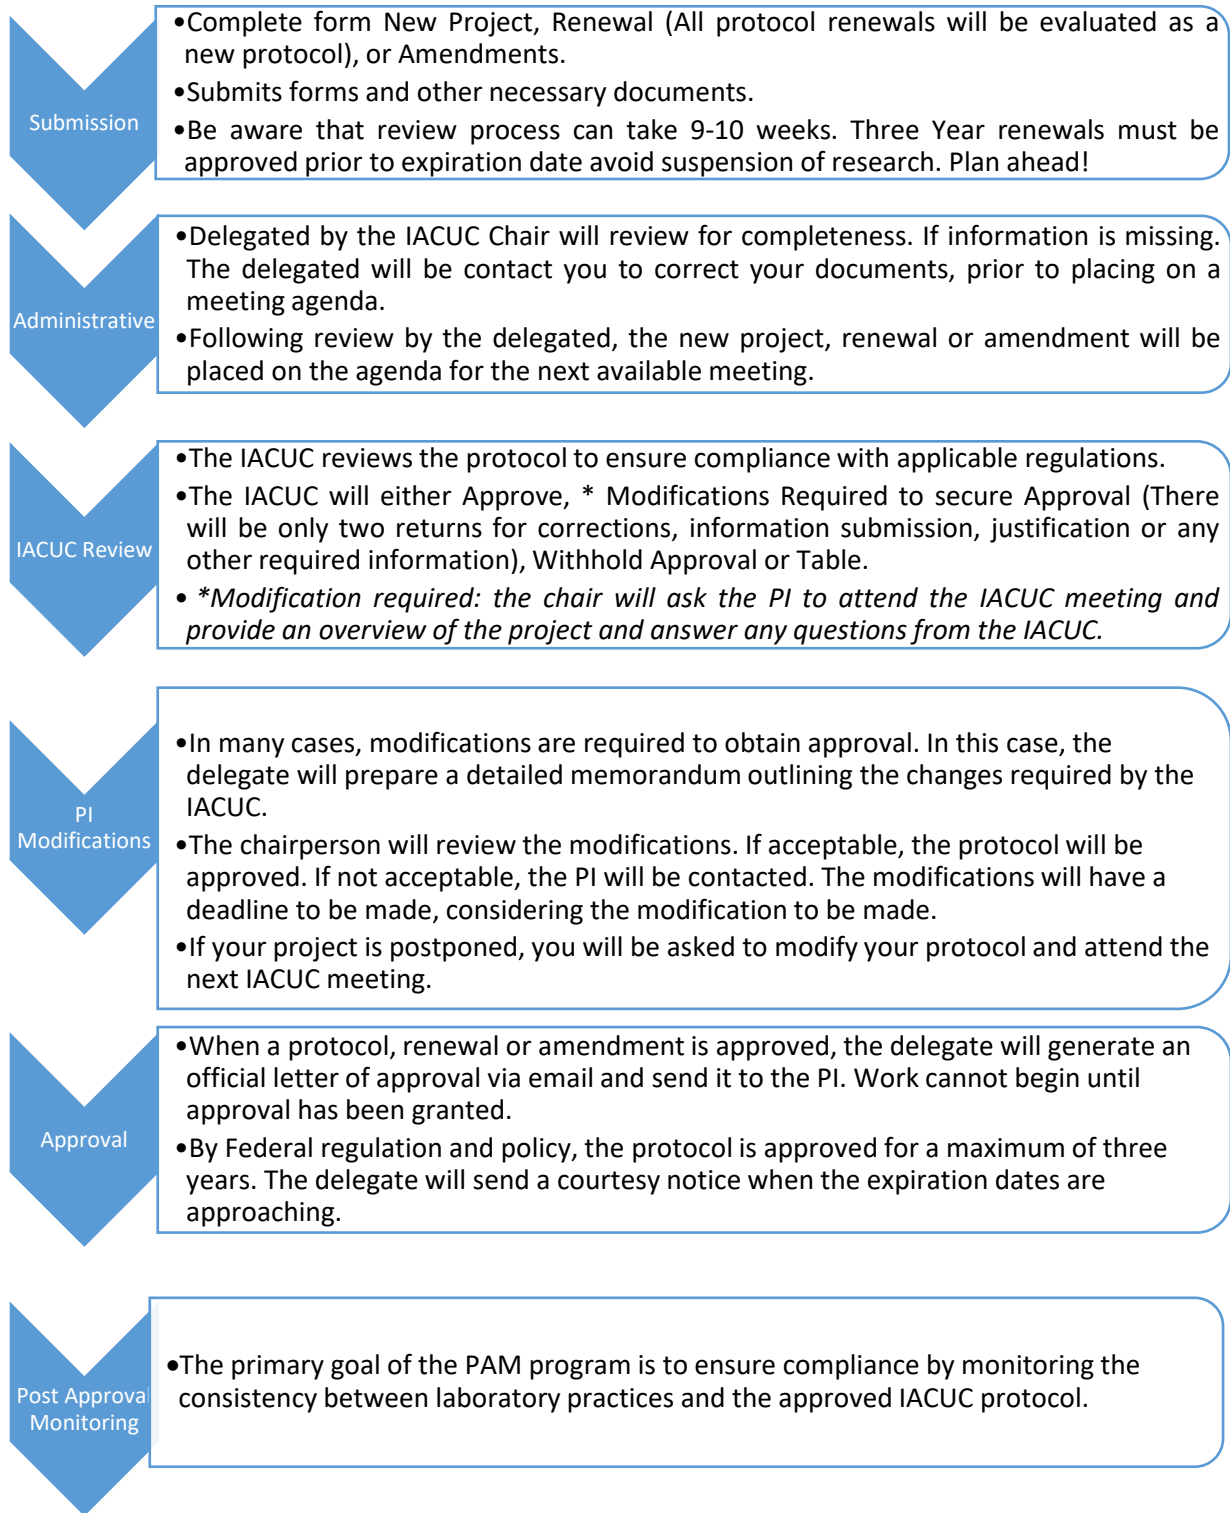 Submission
•Complete form New Project, Renewal (All protocol renewals will be evaluated as a
new protocol), or Amendments.
•Submits forms and other necessary documents.
•Be aware that review process can take 9-10 weeks. Three Year renewals must be
approved prior to expiration date avoid suspension of research. Plan ahead!
Administrative
•Delegated by the IACUC Chair will review for completeness. If information is missing.
The delegated will be contact you to correct your documents, prior to placing on a
meeting agenda.
•Following review by the delegated, the new project, renewal or amendment will be
placed on the agenda for the next available meeting.
IACUC Review
•The IACUC reviews the protocol to ensure compliance with applicable regulations.
•The IACUC will either Approve, * Modifications Required to secure Approval (There
will be only two returns for corrections, information submission, justification or any
other required information), Withhold Approval or Table.
• *Modification required: the chair will ask the PI to attend the IACUC meeting and
provide an overview of the project and answer any questions from the IACUC.
PI
Modifications
•In many cases, modifications are required to obtain approval. In this case, the
delegate will prepare a detailed memorandum outlining the changes required by the
IACUC.
•The chairperson will review the modifications. If acceptable, the protocol will be
approved. If not acceptable, the PI will be contacted. The modifications will have a
deadline to be made, considering the modification to be made.
•If your project is postponed, you will be asked to modify your protocol and attend the
next IACUC meeting.
Approval
•When a protocol, renewal or amendment is approved, the delegate will generate an
official letter of approval via email and send it to the PI. Work cannot begin until
approval has been granted.
•By Federal regulation and policy, the protocol is approved for a maximum of three
years. The delegate will send a courtesy notice when the expiration dates are
approaching.
Post Approval
Monitoring
•The primary goal of the PAM program is to ensure compliance by monitoring the
consistency between laboratory practices and the approved IACUC protocol.